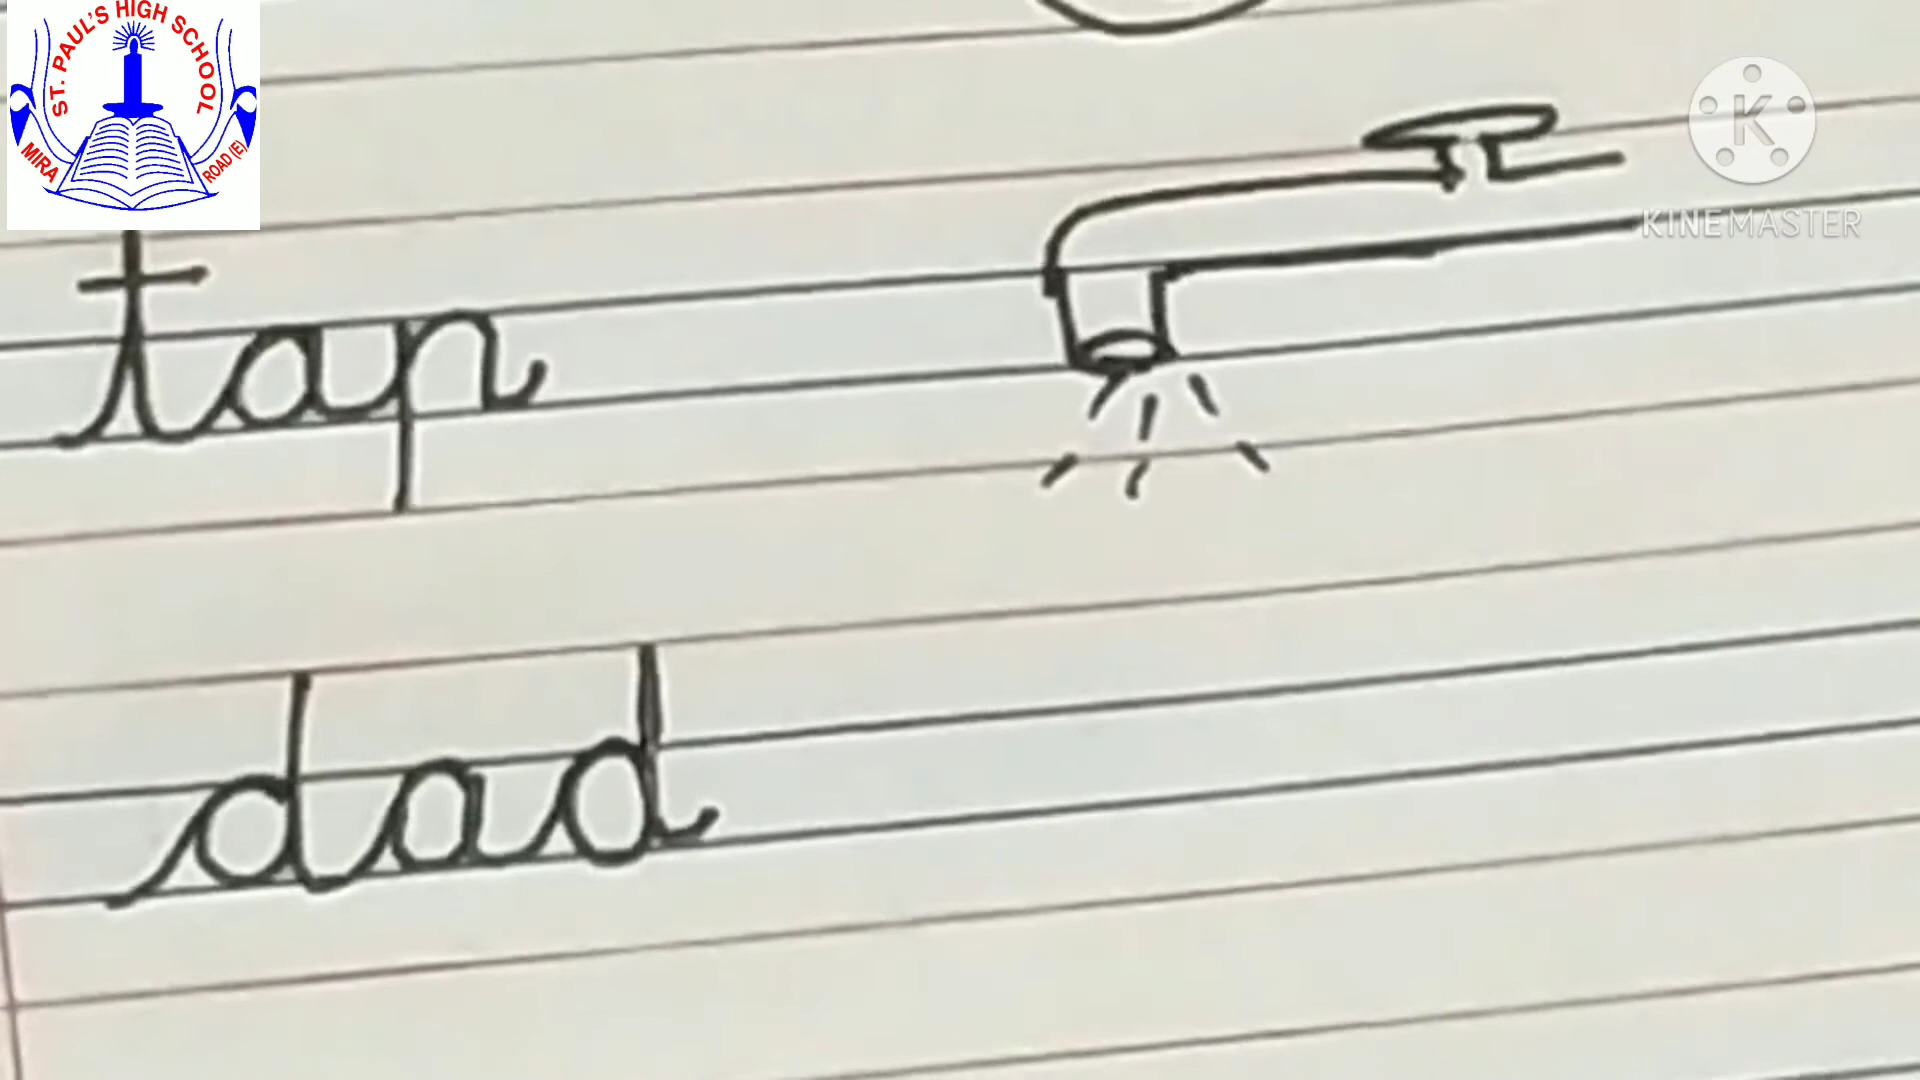 ST. PAUL'S HIGH SCHOOL
MIRA ROAD (E)
K
KINEMASTER
tap
dad